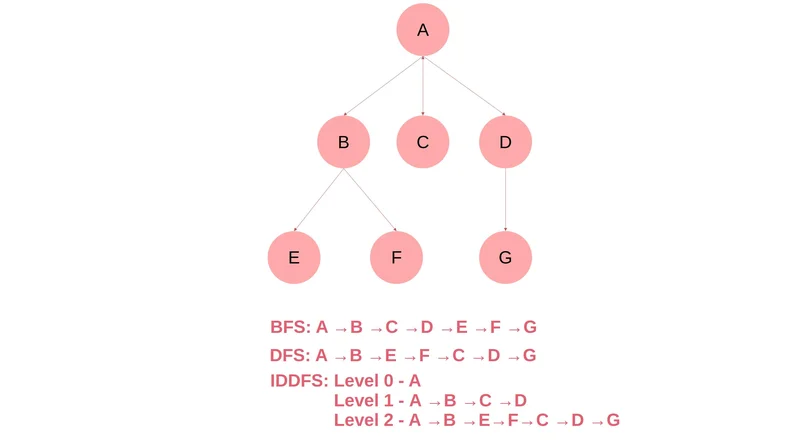 A
B
C
D
E
F
G
BFS: A →B →C →D →E →F →G
DFS: A →B →E →F →C →D →G
IDDFS: Level 0 - A
Level 1 - A →B →C →D
Level 2 - A →B →E→F→C →D →G